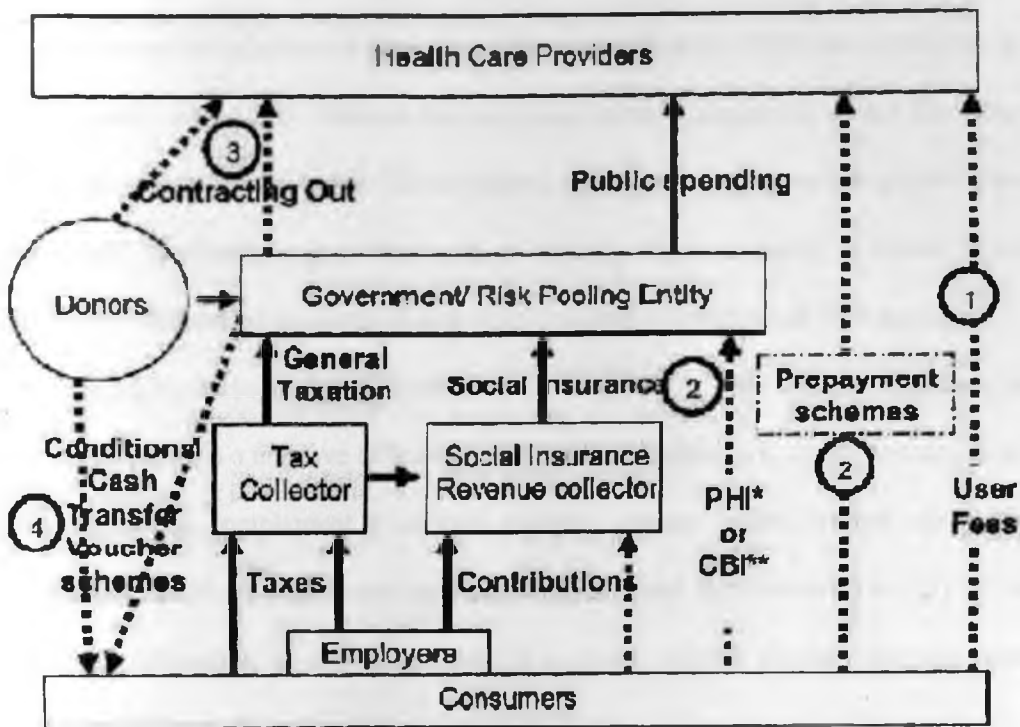 Health Care Providers
3
Contracting Out
Public spending
Donors
Government/ Risk Pooling Entity
1
General
Taxation
Social Insurance
2
Prepayment
schemes
Conditional
Cash
Transfer
Voucher
schemes
4
Tax
Collector
Social Insurance
Revenue collector
PHI*
or
CBI**
2
User
Fees
Taxes
Contributions
Employers
Consumers